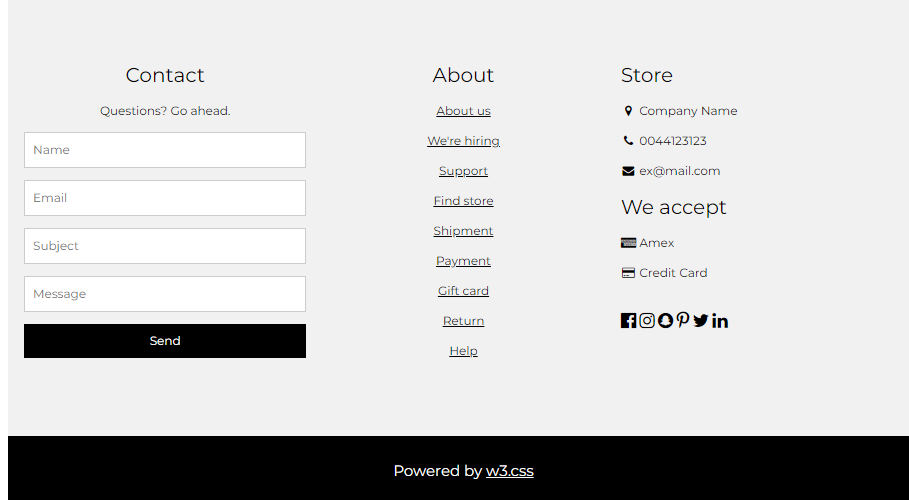 Contact
Questions? Go ahead.
Name
Email
Subject
Message
Send
About
About us
We're hiring
Support
Find store
Shipment
Payment
Gift card
Return
Help
Store
Company Name
0044123123
ex@mail.com
We accept
Amex
Credit Card
Powered by w3.css